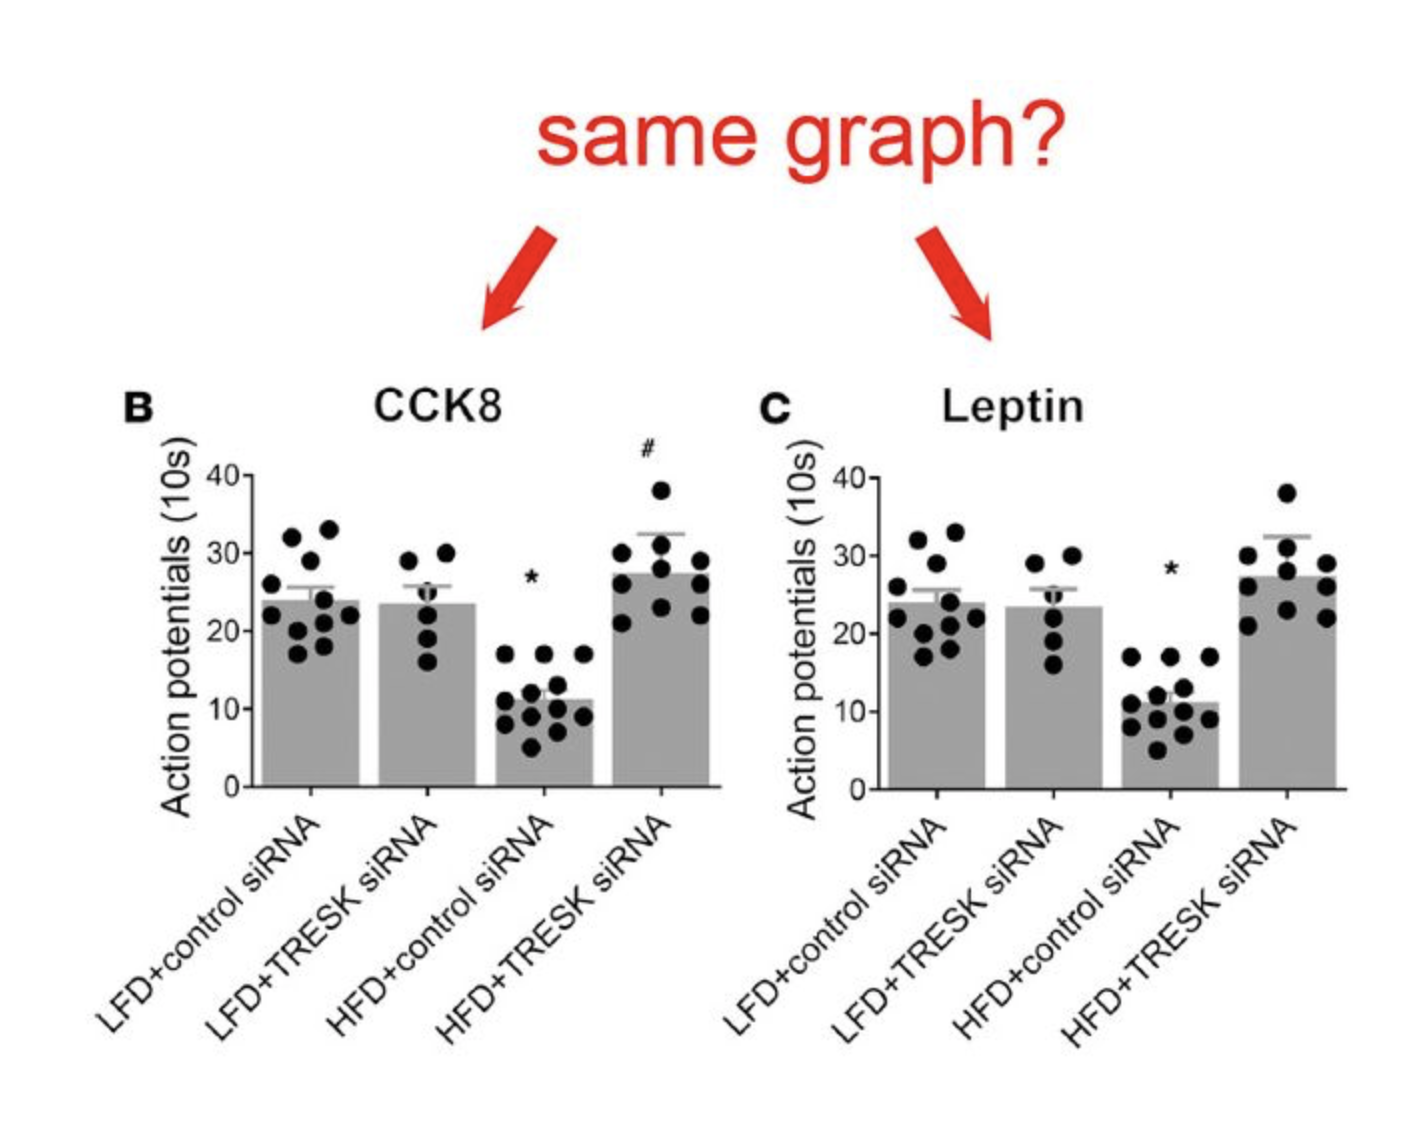 same graph?
B
CCK8
#
*
Action potentials (10s)
40
30
20
10
0
LFD+control siRNA
LFD+TRESK siRNA
HFD+control siRNA
HFD+TRESK siRNA
C
Leptin
*
Action potentials (10s)
40
30
20
10
0
LFD+control siRNA
LFD+TRESK siRNA
HFD+control siRNA
HFD+TRESK siRNA